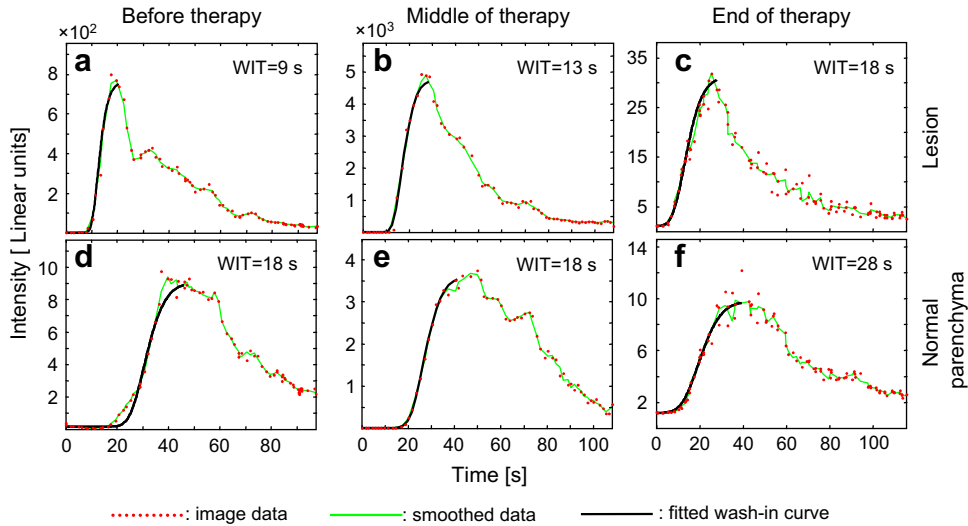 Before therapy
Middle of therapy
End of therapy
×10²
×10³
a
WIT=9 s
b
WIT=13 s
c
WIT=18 s
8
6
4
2
5
4
3
2
1
0
35
25
15
5
Lesion
d
WIT=18 s
e
WIT=18 s
f
WIT=28 s
10
8
6
4
2
4
3
2
1
14
10
6
2
Normal
parenchyma
Intensity [ Linear units]
0 20 40 60 80
0 20 40 60 80 100
0 20 40 60 80 100
Time [s]
: image data
: smoothed data
: fitted wash-in curve